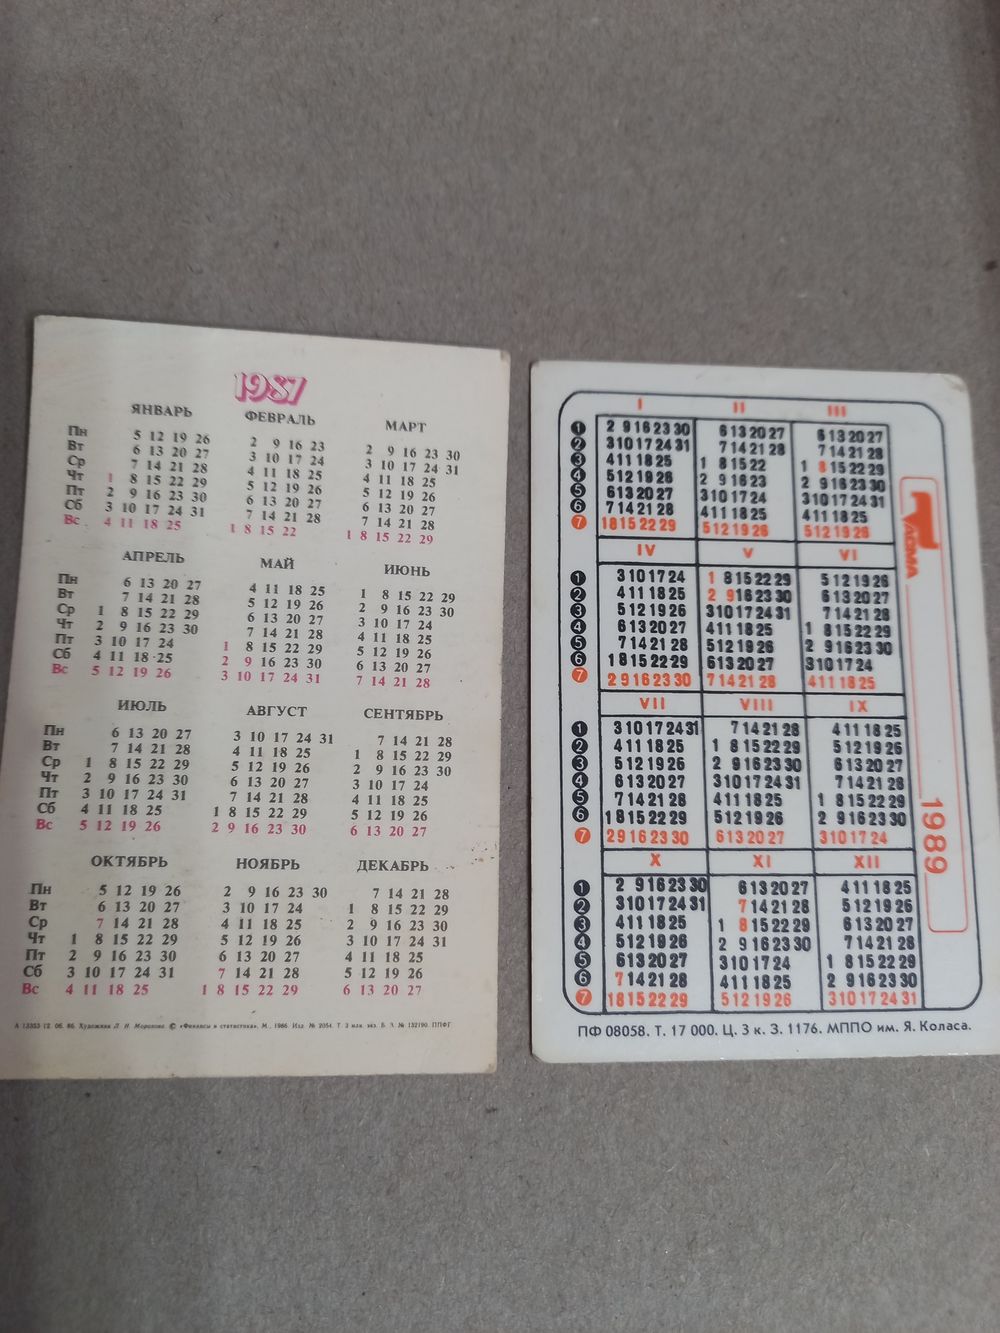 1987
ЯНВАРЬ ФЕВРАЛЬ МАРТ
Пн 5 12 19 26 2 9 16 23 2 9 16 23 30
Вт 6 13 20 27 3 10 17 24 3 10 17 24 31
Ср 7 14 21 28 4 11 18 25 4 11 18 25
Чт 1 8 15 22 29 5 12 19 26 5 12 19 26
Пт 2 9 16 23 30 6 13 20 27 6 13 20 27
Сб 3 10 17 24 31 7 14 21 28 7 14 21 28
Вс 4 11 18 25 1 8 15 22 1 8 15 22 29
АПРЕЛЬ МАЙ ИЮНЬ
Пн 6 13 20 27 4 11 18 25 1 8 15 22 29
Вт 7 14 21 28 5 12 19 26 2 9 16 23 30
Ср 1 8 15 22 29 6 13 20 27 3 10 17 24
Чт 2 9 16 23 30 7 14 21 28 4 11 18 25
Пт 3 10 17 24 1 8 15 22 29 5 12 19 26
Сб 4 11 18 25 2 9 16 23 30 6 13 20 27
Вс 5 12 19 26 3 10 17 24 31 7 14 21 28
ИЮЛЬ АВГУСТ СЕНТЯБРЬ
Пн 6 13 20 27 3 10 17 24 31 7 14 21 28
Вт 7 14 21 28 4 11 18 25 1 8 15 22 29
Ср 1 8 15 22 29 5 12 19 26 2 9 16 23 30
Чт 2 9 16 23 30 6 13 20 27 3 10 17 24
Пт 3 10 17 24 31 7 14 21 28 4 11 18 25
Сб 4 11 18 25 1 8 15 22 29 5 12 19 26
Вс 5 12 19 26 2 9 16 23 30 6 13 20 27
ОКТЯБРЬ НОЯБРЬ ДЕКАБРЬ
Пн 5 12 19 26 2 9 16 23 30 7 14 21 28
Вт 6 13 20 27 3 10 17 24 1 8 15 22 29
Ср 7 14 21 28 4 11 18 25 2 9 16 23 30
Чт 1 8 15 22 29 5 12 19 26 3 10 17 24 31
Пт 2 9 16 23 30 6 13 20 27 4 11 18 25
Сб 3 10 17 24 31 7 14 21 28 5 12 19 26
Вс 4 11 18 25 1 8 15 22 29 6 13 20 27
А 13353 12. 06. 86. Художник Л. Н. Морозова © «Финансы и статистика», М., 1986. Изд. № 2054. Т. 3 млн. экз. В. З. № 132190. ППФГ
I II III
1 2 9 16 23 30 6 13 20 27 6 13 20 27
2 3 10 17 24 31 7 14 21 28 7 14 21 28
3 4 11 18 25 1 8 15 22 1 8 15 22 29
4 5 12 19 26 2 9 16 23 2 9 16 23 30
5 6 13 20 27 3 10 17 24 3 10 17 24 31
6 7 14 21 28 4 11 18 25 4 11 18 25
7 1 8 15 22 29 5 12 19 26 5 12 19 26
IV V VI
1 3 10 17 24 1 8 15 22 29 5 12 19 26
2 4 11 18 25 2 9 16 23 30 6 13 20 27
3 5 12 19 26 3 10 17 24 31 7 14 21 28
4 6 13 20 27 4 11 18 25 1 8 15 22 29
5 7 14 21 28 5 12 19 26 2 9 16 23 30
6 1 8 15 22 29 6 13 20 27 3 10 17 24
7 2 9 16 23 30 7 14 21 28 4 11 18 25
VII VIII IX
1 3 10 17 24 31 7 14 21 28 4 11 18 25
2 4 11 18 25 1 8 15 22 29 5 12 19 26
3 5 12 19 26 2 9 16 23 30 6 13 20 27
4 6 13 20 27 3 10 17 24 31 7 14 21 28
5 7 14 21 28 4 11 18 25 1 8 15 22 29
6 1 8 15 22 29 5 12 19 26 2 9 16 23 30
7 2 9 16 23 30 6 13 20 27 3 10 17 24
X XI XII
1 2 9 16 23 30 6 13 20 27 4 11 18 25
2 3 10 17 24 31 7 14 21 28 5 12 19 26
3 4 11 18 25 1 8 15 22 29 6 13 20 27
4 5 12 19 26 2 9 16 23 30 7 14 21 28
5 6 13 20 27 3 10 17 24 1 8 15 22 29
6 7 14 21 28 4 11 18 25 2 9 16 23 30
7 1 8 15 22 29 5 12 19 26 3 10 17 24 31
1989
ПФ 08058. Т. 17 000. Ц. 3 к. З. 1176. МППО им. Я. Коласа.